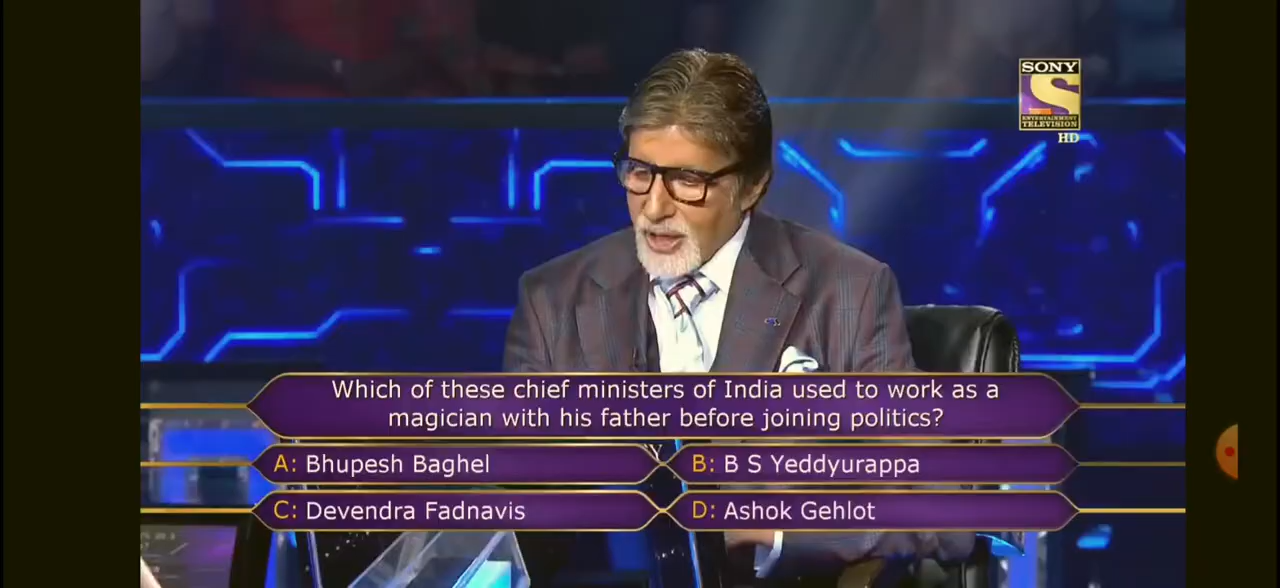 SONY
ENTERTAINMENT
TELEVISION
HD
Which of these chief ministers of India used to work as a
magician with his father before joining politics?
A: Bhupesh Baghel
B: B S Yeddyurappa
C: Devendra Fadnavis
D: Ashok Gehlot